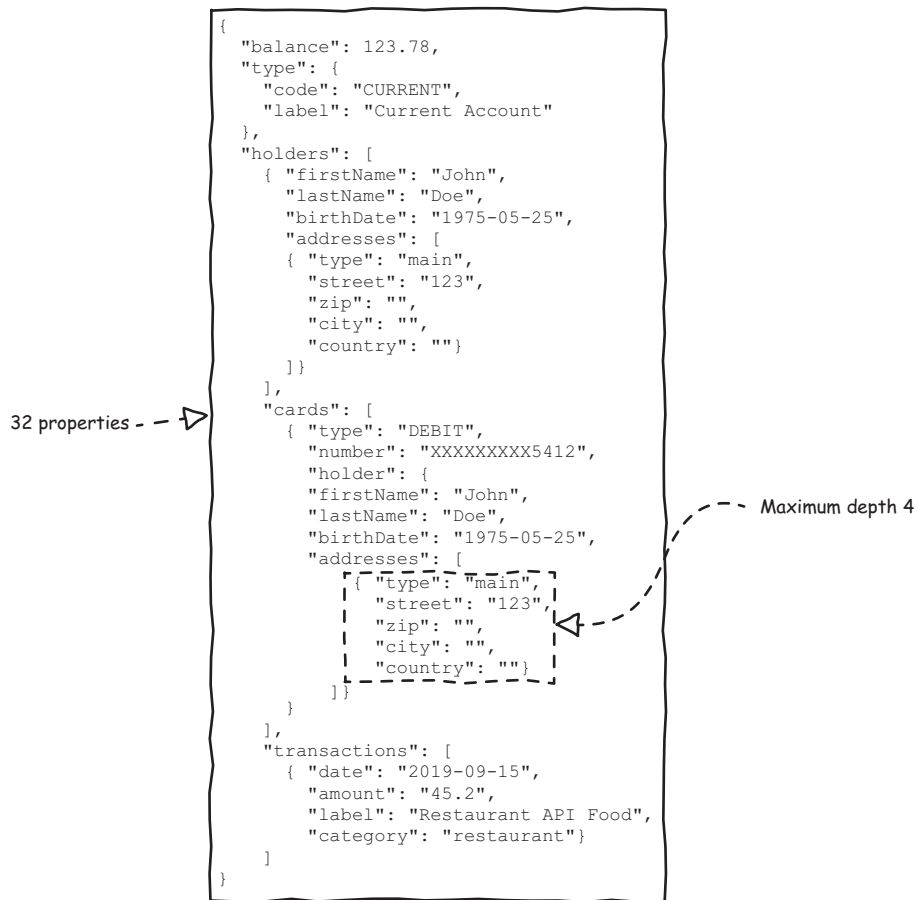 {
"balance": 123.78,
"type": {
"code": "CURRENT",
"label": "Current Account"
},
"holders": [
{ "firstName": "John",
"lastName": "Doe",
"birthDate": "1975-05-25",
"addresses": [
{ "type": "main",
"street": "123",
"zip": "",
"city": "",
"country": ""}
]}
],
32 properties
"cards": [
{ "type": "DEBIT",
"number": "XXXXXXXXX5412",
"holder": {
"firstName": "John",
"lastName": "Doe",
Maximum depth 4
"birthDate": "1975-05-25",
"addresses": [
{ "type": "main",
"street": "123",
"zip": "",
"city": "",
"country": ""}
]}
}
],
"transactions": [
{ "date": "2019-09-15",
"amount": "45.2",
"label": "Restaurant API Food",
"category": "restaurant"}
]
}